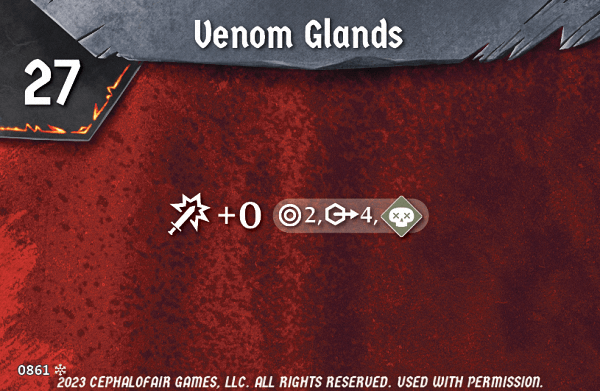 Venom Glands
27
+0 2, 4,
0861
2023 CEPHALOFAIR GAMES, LLC. ALL RIGHTS RESERVED. USED WITH PERMISSION.